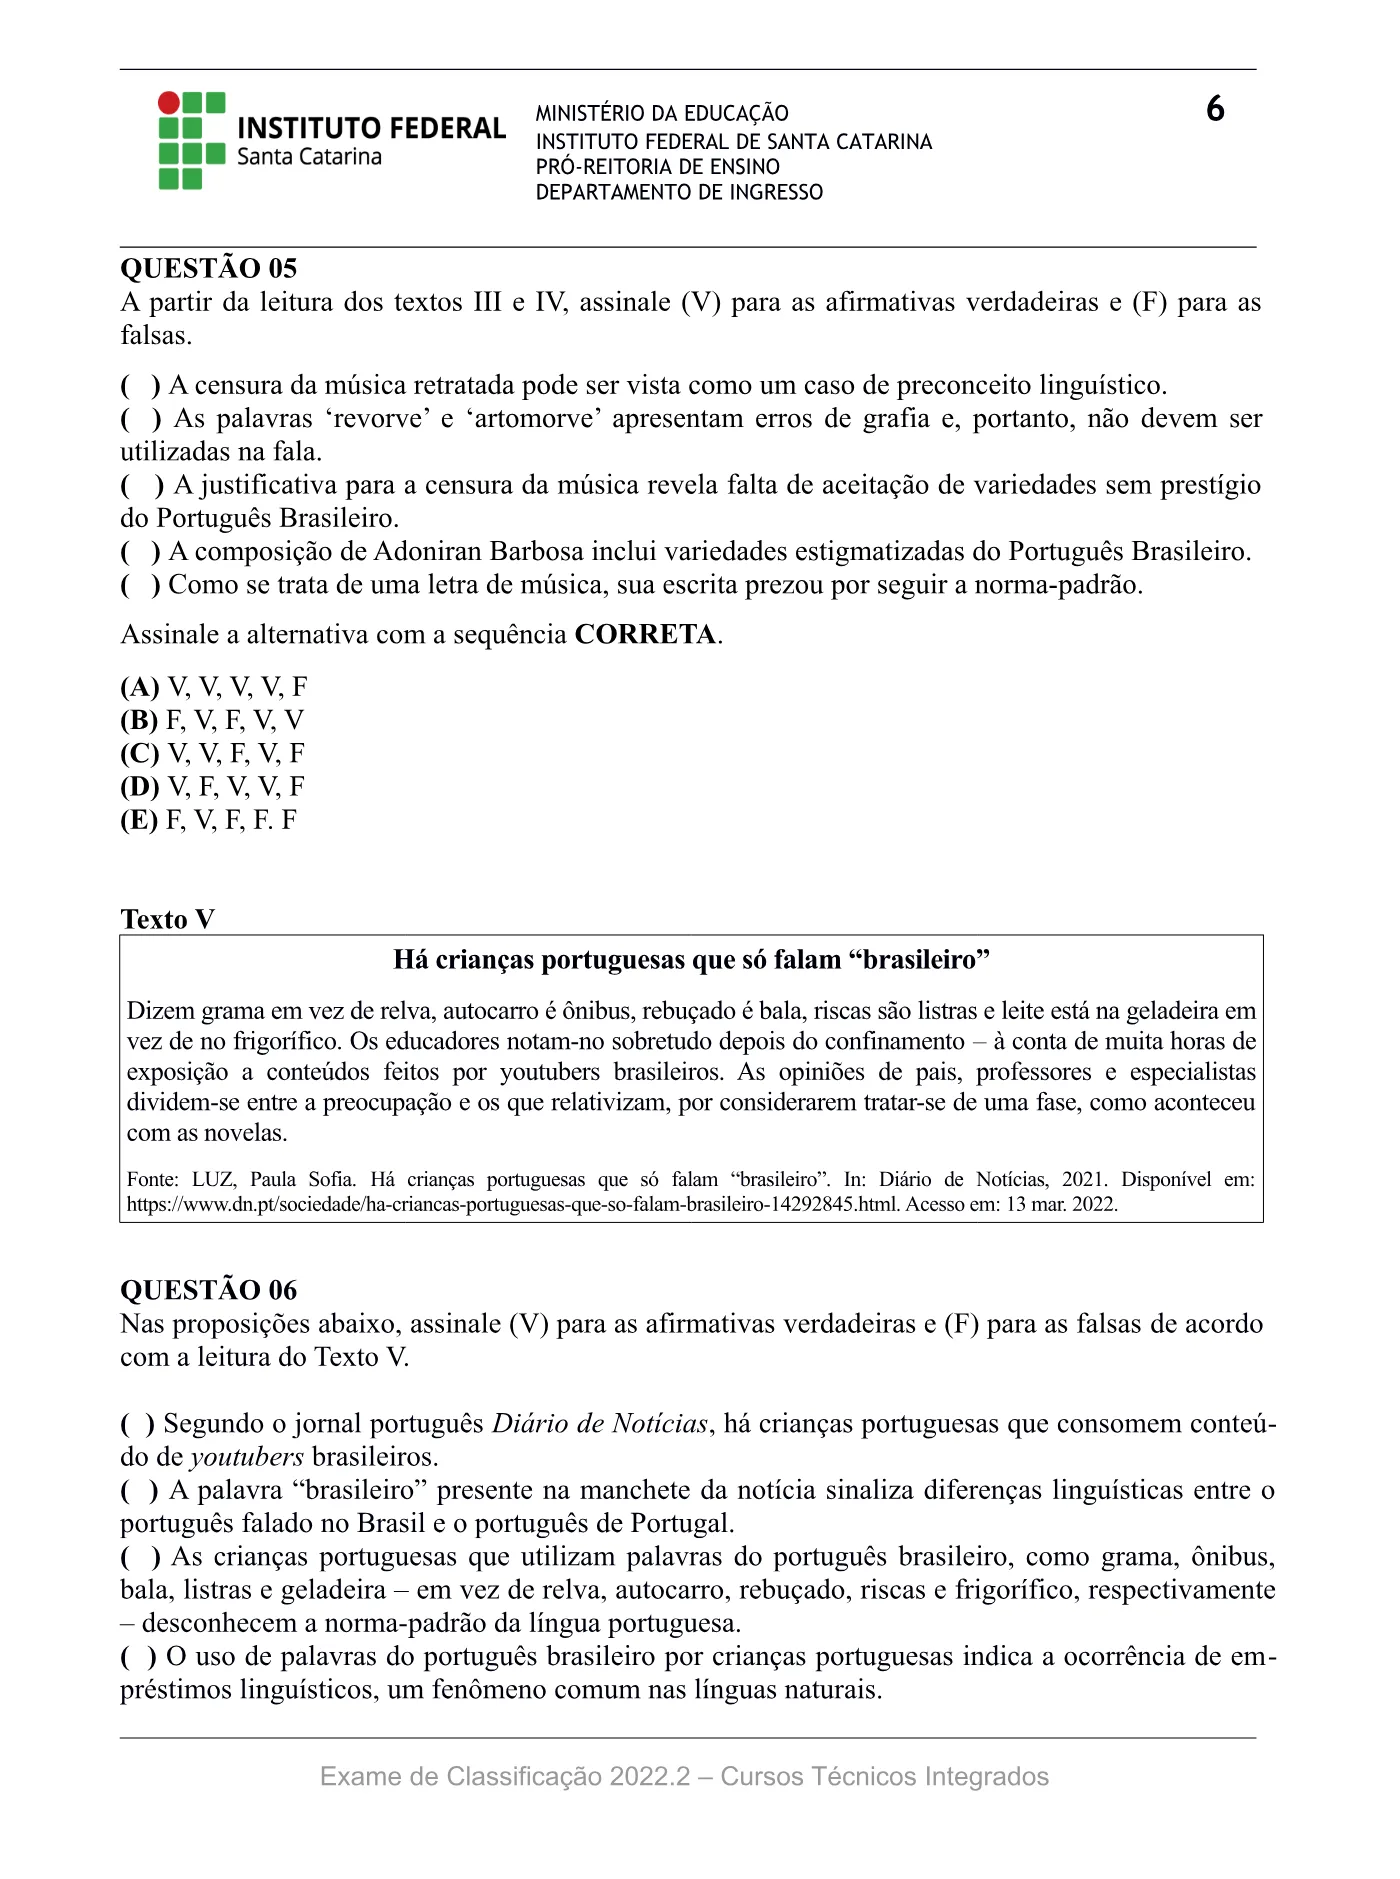 INSTITUTO FEDERAL
Santa Catarina
MINISTÉRIO DA EDUCAÇÃO
INSTITUTO FEDERAL DE SANTA CATARINA
PRÓ-REITORIA DE ENSINO
DEPARTAMENTO DE INGRESSO
6
QUESTÃO 05
A partir da leitura dos textos III e IV, assinale (V) para as afirmativas verdadeiras e (F) para as
falsas.
( ) A censura da música retratada pode ser vista como um caso de preconceito linguístico.
( ) As palavras ‘revorve’ e ‘artomorve’ apresentam erros de grafia e, portanto, não devem ser
utilizadas na fala.
( ) A justificativa para a censura da música revela falta de aceitação de variedades sem prestígio
do Português Brasileiro.
( ) A composição de Adoniran Barbosa inclui variedades estigmatizadas do Português Brasileiro.
( ) Como se trata de uma letra de música, sua escrita prezou por seguir a norma-padrão.
Assinale a alternativa com a sequência CORRETA.
(A) V, V, V, V, F
(B) F, V, F, V, V
(C) V, V, F, V, F
(D) V, F, V, V, F
(E) F, V, F, F. F
Texto V
Há crianças portuguesas que só falam “brasileiro”
Dizem grama em vez de relva, autocarro é ônibus, rebuçado é bala, riscas são listras e leite está na geladeira em
vez de no frigorífico. Os educadores notam-no sobretudo depois do confinamento – à conta de muita horas de
exposição a conteúdos feitos por youtubers brasileiros. As opiniões de pais, professores e especialistas
dividem-se entre a preocupação e os que relativizam, por considerarem tratar-se de uma fase, como aconteceu
com as novelas.
Fonte: LUZ, Paula Sofia. Há crianças portuguesas que só falam “brasileiro”. In: Diário de Notícias, 2021. Disponível em:
https://www.dn.pt/sociedade/ha-criancas-portuguesas-que-so-falam-brasileiro-14292845.html. Acesso em: 13 mar. 2022.
QUESTÃO 06
Nas proposições abaixo, assinale (V) para as afirmativas verdadeiras e (F) para as falsas de acordo
com a leitura do Texto V.
( ) Segundo o jornal português Diário de Notícias, há crianças portuguesas que consomem conteú-
do de youtubers brasileiros.
( ) A palavra “brasileiro” presente na manchete da notícia sinaliza diferenças linguísticas entre o
português falado no Brasil e o português de Portugal.
( ) As crianças portuguesas que utilizam palavras do português brasileiro, como grama, ônibus,
bala, listras e geladeira – em vez de relva, autocarro, rebuçado, riscas e frigorífico, respectivamente
– desconhecem a norma-padrão da língua portuguesa.
( ) O uso de palavras do português brasileiro por crianças portuguesas indica a ocorrência de em-
préstimos linguísticos, um fenômeno comum nas línguas naturais.
Exame de Classificação 2022.2 – Cursos Técnicos Integrados